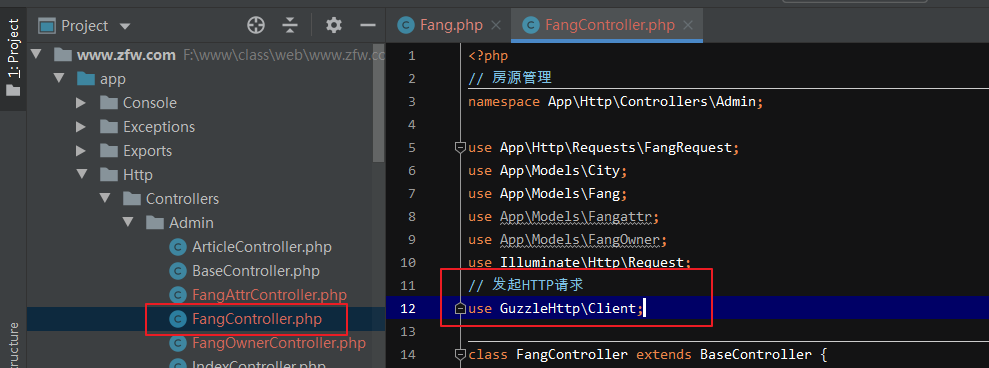 Project
Fang.php
FangController.php
1: Project
www.zfw.com F:\www\class\web\www.zfw.co
app
Console
Exceptions
Exports
Http
Controllers
Admin
ArticleController.php
BaseController.php
FangAttrController.php
FangController.php
FangOwnerController.php
IndexController.php
ructure
1 <?php
2 // 房源管理
3 namespace App\Http\Controllers\Admin;
4
5 use App\Http\Requests\FangRequest;
6 use App\Models\City;
7 use App\Models\Fang;
8 use App\Models\Fangattr;
9 use App\Models\FangOwner;
10 use Illuminate\Http\Request;
11 // 发起HTTP请求
12 use GuzzleHttp\Client;
13
14 class FangController extends BaseController {